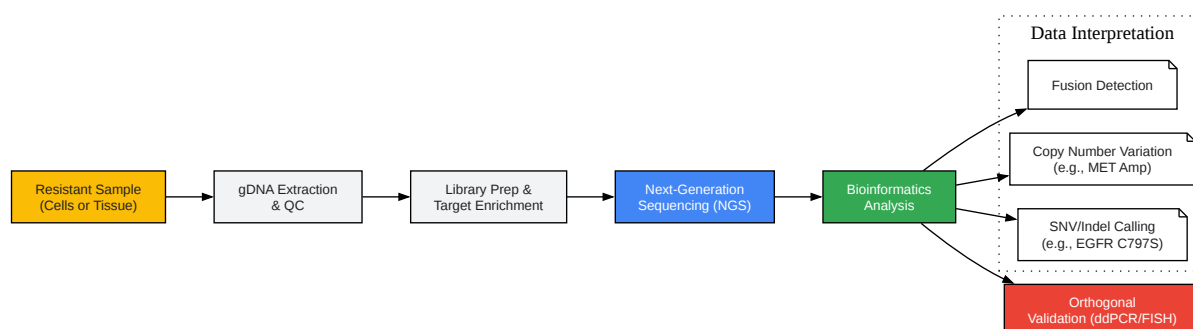 Resistant Sample
(Cells or Tissue)
gDNA Extraction
& QC
Library Prep &
Target Enrichment
Next-Generation
Sequencing (NGS)
Bioinformatics
Analysis
Data Interpretation
Fusion Detection
Copy Number Variation
(e.g., MET Amp)
SNV/Indel Calling
(e.g., EGFR C797S)
Orthogonal
Validation (ddPCR/FISH)